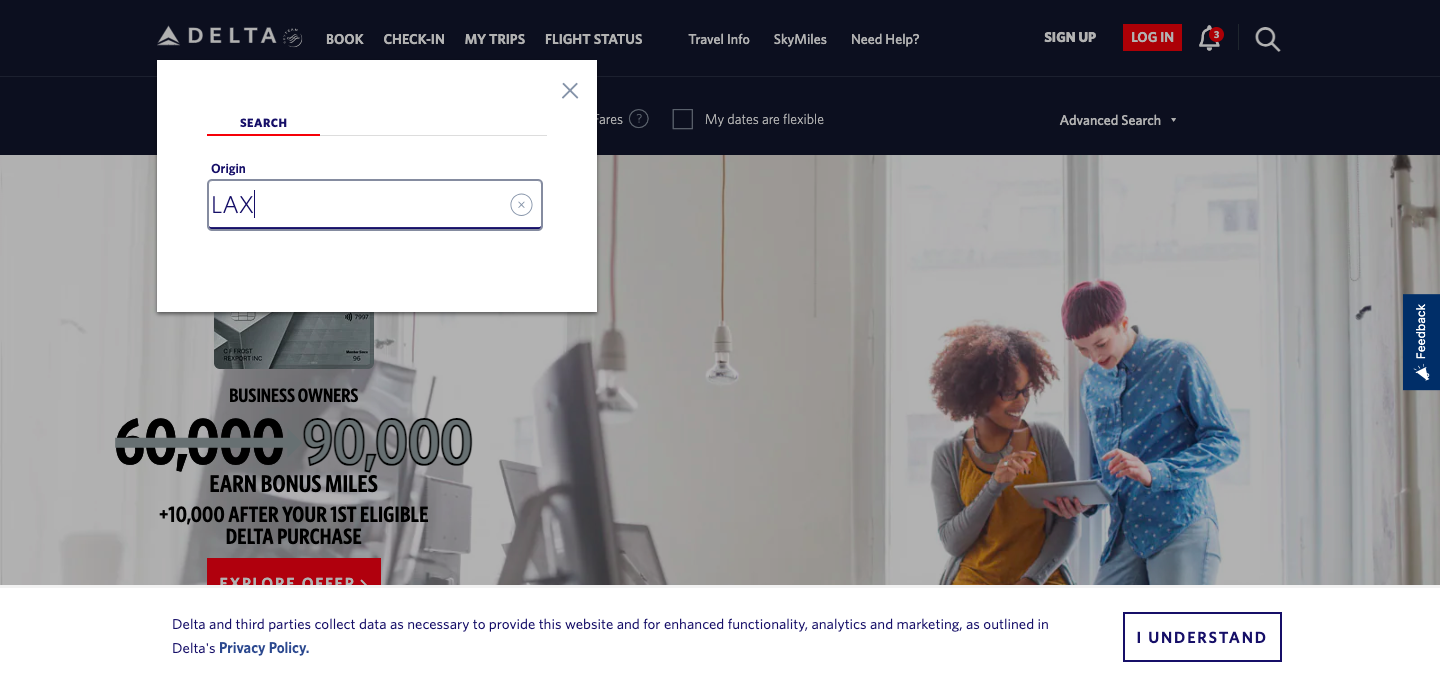 DELTA
BOOK CHECK-IN MY TRIPS FLIGHT STATUS Travel Info SkyMiles Need Help? SIGN UP LOG IN 3
SEARCH
Fares ? My dates are flexible Advanced Search
Origin
LAX
7997
C F FROST
REXPORT INC
96
BUSINESS OWNERS
60,000 90,000
EARN BONUS MILES
+10,000 AFTER YOUR 1ST ELIGIBLE
DELTA PURCHASE
EXPLORE OFFER
Feedback
Delta and third parties collect data as necessary to provide this website and for enhanced functionality, analytics and marketing, as outlined in
Delta's Privacy Policy.
I UNDERSTAND